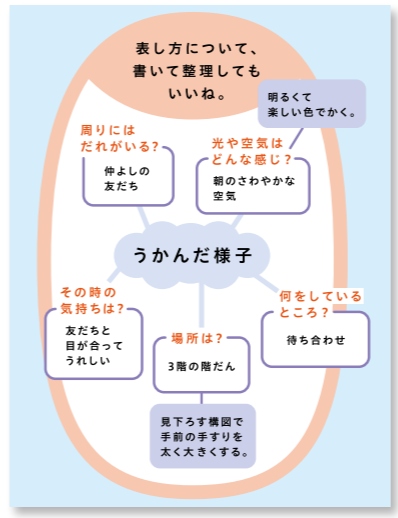 表し方について、
書いて整理しても
いいね。
明るくて
楽しい色でかく。
周りには
だれがいる?
仲よしの
友だち
光や空気は
どんな感じ?
朝のさわやかな
空気
うかんだ様子
その時の
気持ちは?
友だちと
目が合って
うれしい
場所は?
3階の階だん
何をしている
ところ?
待ち合わせ
見下ろす構図で
手前の手すりを
太く大きくする。